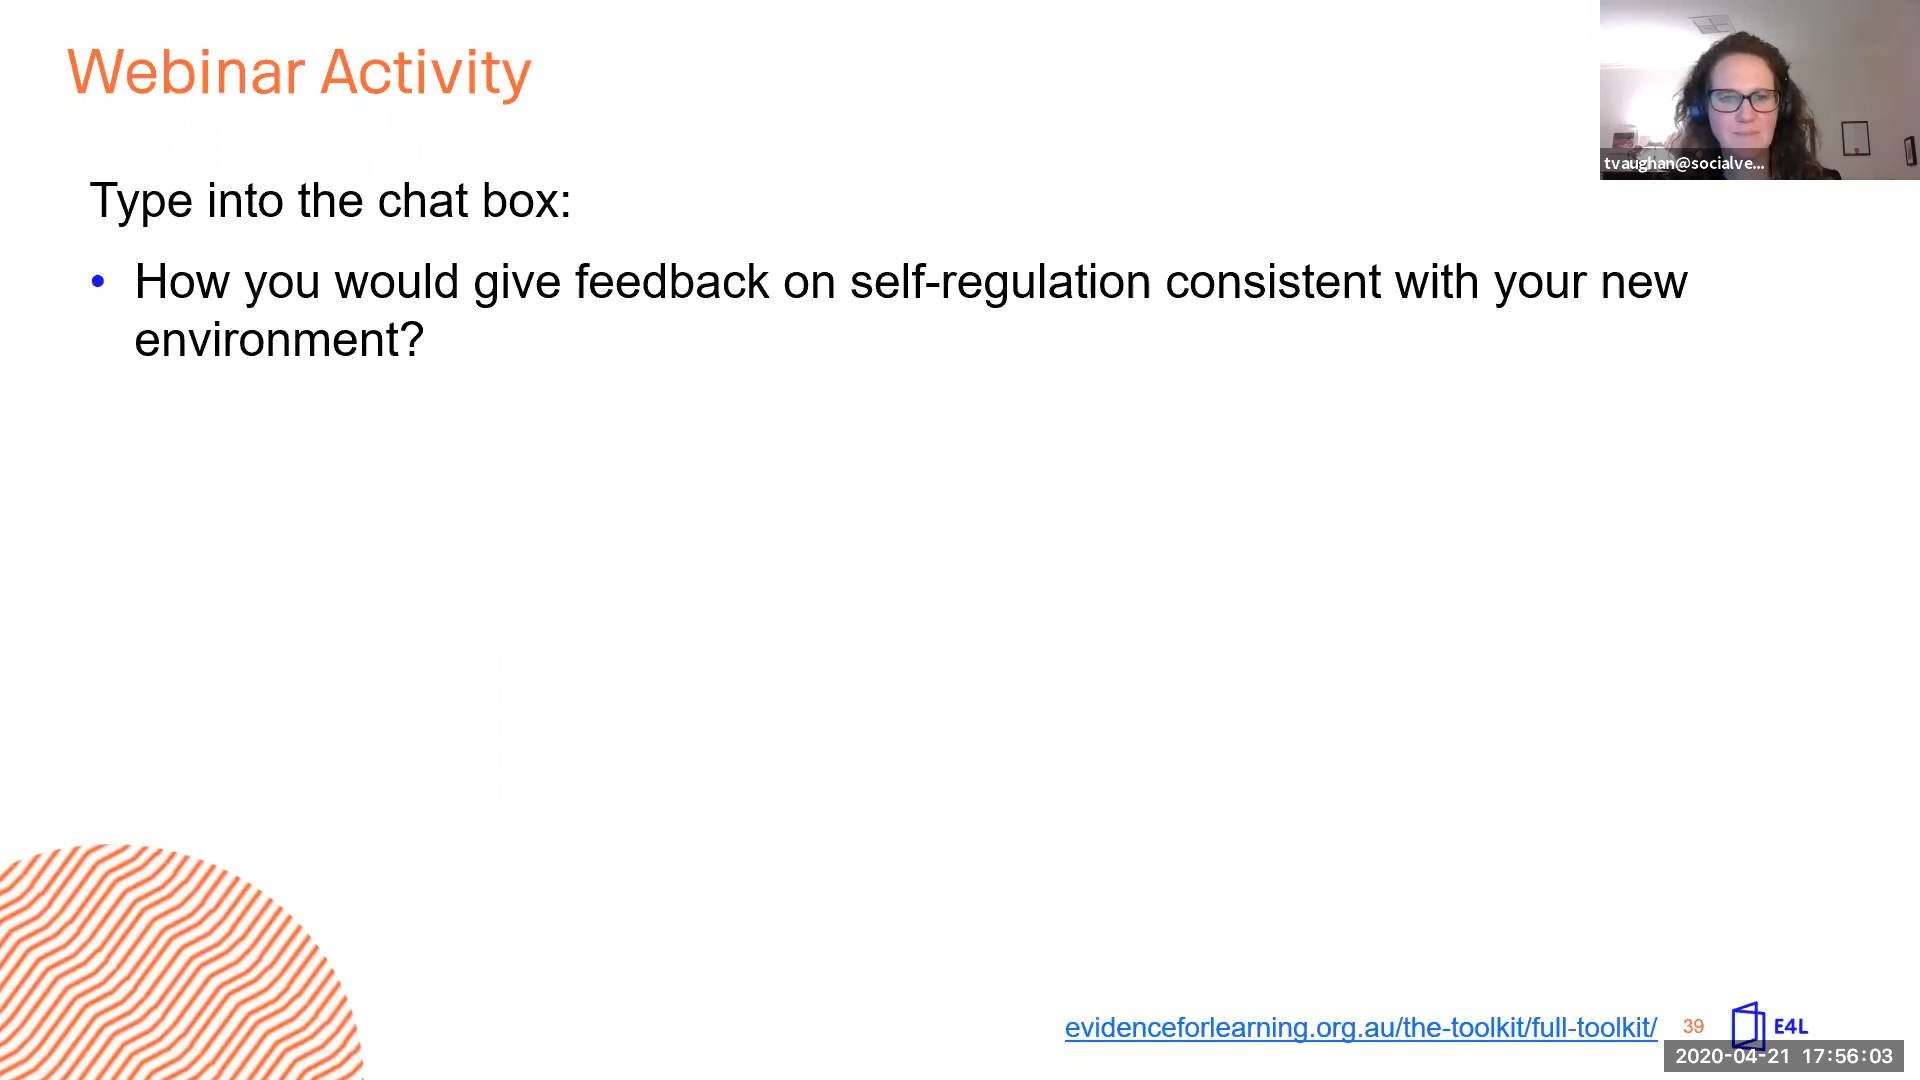 Webinar Activity
tvaughan@socialve...
Type into the chat box:
• How you would give feedback on self-regulation consistent with your new
environment?
evidenceforlearning.org.au/the-toolkit/full-toolkit/
39
E4L
2020-04-21 17:56:03